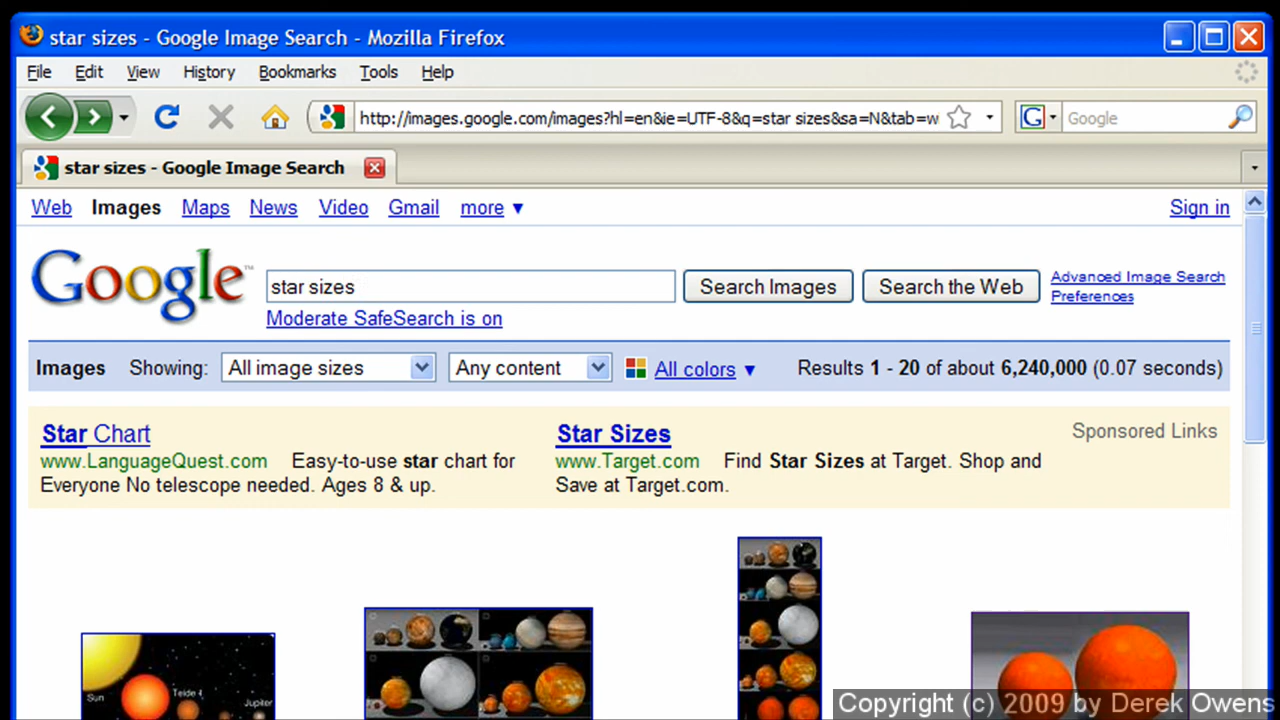 star sizes - Google Image Search - Mozilla Firefox
File Edit View History Bookmarks Tools Help
http://images.google.com/images?hl=en&ie=UTF-8&q=star sizes&sa=N&tab=w
G Google
star sizes - Google Image Search
Web Images Maps News Video Gmail more ▼ Sign in
Google™ star sizes Search Images Search the Web Advanced Image Search
Preferences
Moderate SafeSearch is on
Images Showing: All image sizes Any content All colors ▼ Results 1 - 20 of about 6,240,000 (0.07 seconds)
Star Chart
www.LanguageQuest.com Easy-to-use star chart for
Everyone No telescope needed. Ages 8 & up.
Star Sizes
www.Target.com Find Star Sizes at Target. Shop and
Save at Target.com.
Sponsored Links
Sun Teide 1 Jupiter
Copyright (c) 2009 by Derek Owens